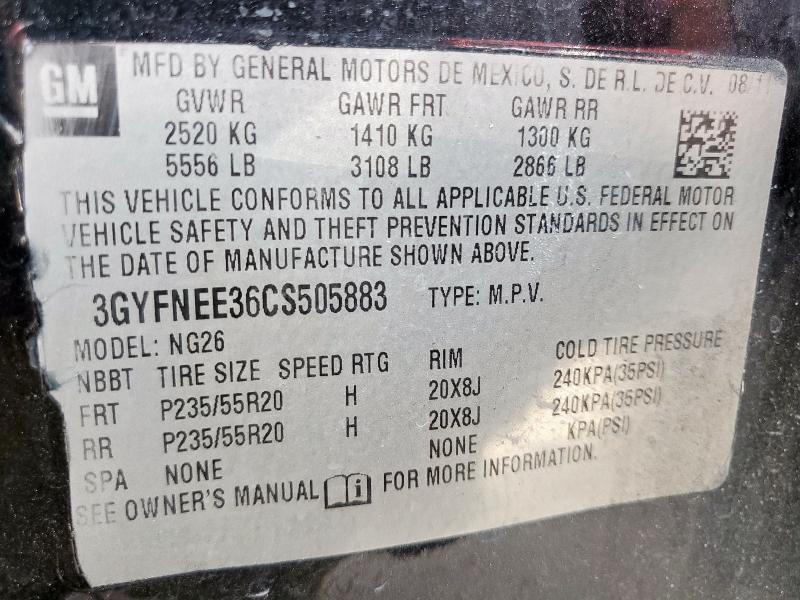 GM
MFD BY GENERAL MOTORS DE MEXICO, S. DE R.L. DE C.V. 08/11
GVWR GAWR FRT GAWR RR
2520 KG 1410 KG 1300 KG
5556 LB 3108 LB 2866 LB
THIS VEHICLE CONFORMS TO ALL APPLICABLE U.S. FEDERAL MOTOR
VEHICLE SAFETY AND THEFT PREVENTION STANDARDS IN EFFECT ON
THE DATE OF MANUFACTURE SHOWN ABOVE.
3GYFNEE36CS505883 TYPE: M.P.V.
MODEL: NG26
NBBT TIRE SIZE SPEED RTG RIM COLD TIRE PRESSURE
FRT P235/55R20 H 20X8J 240KPA(35PSI)
RR P235/55R20 H 20X8J 240KPA(35PSI)
SPA NONE NONE KPA(PSI)
SEE OWNER'S MANUAL FOR MORE INFORMATION.